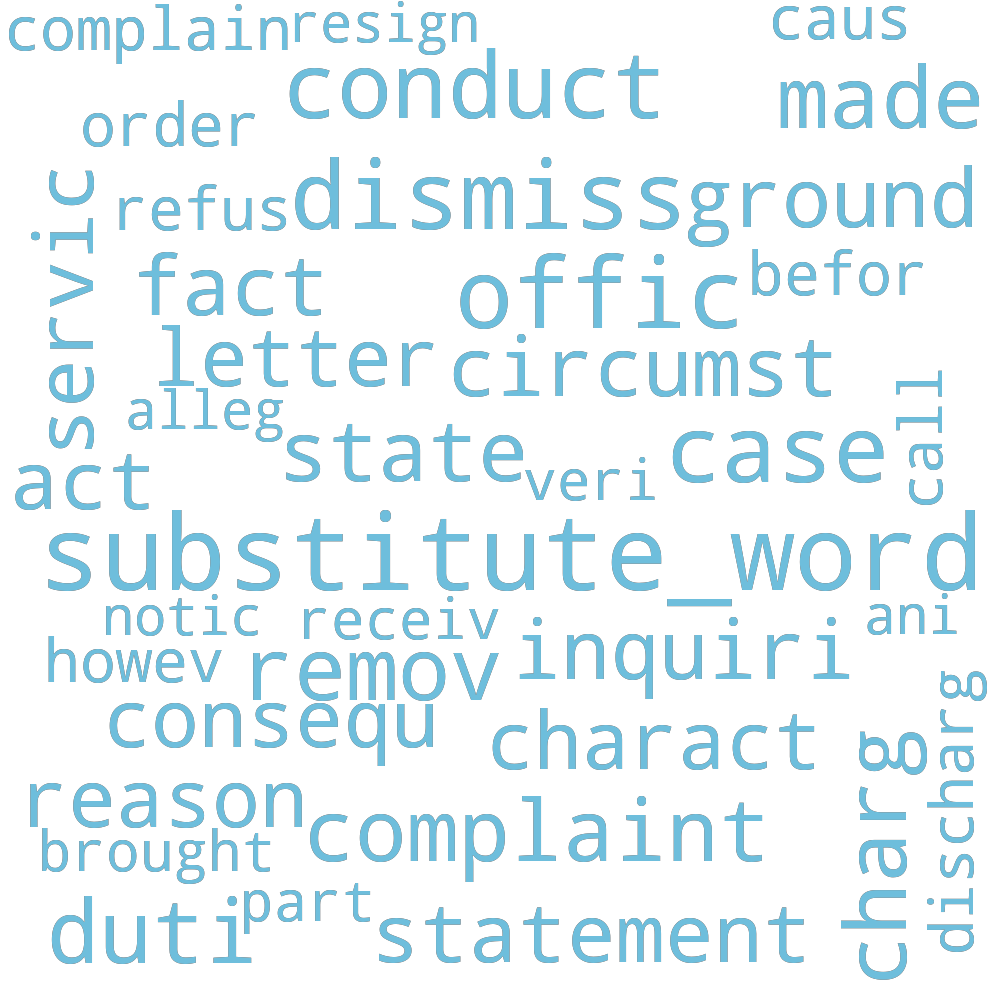 complain resign caus
conduct made
order
servic refus dismiss ground
fact offic befor
letter circumst
alleg state veri case call
act
substitute_word
notic receiv ani
howev remov inquiri
consequ charact discharg
reason complaint charg
brought
duti part statement